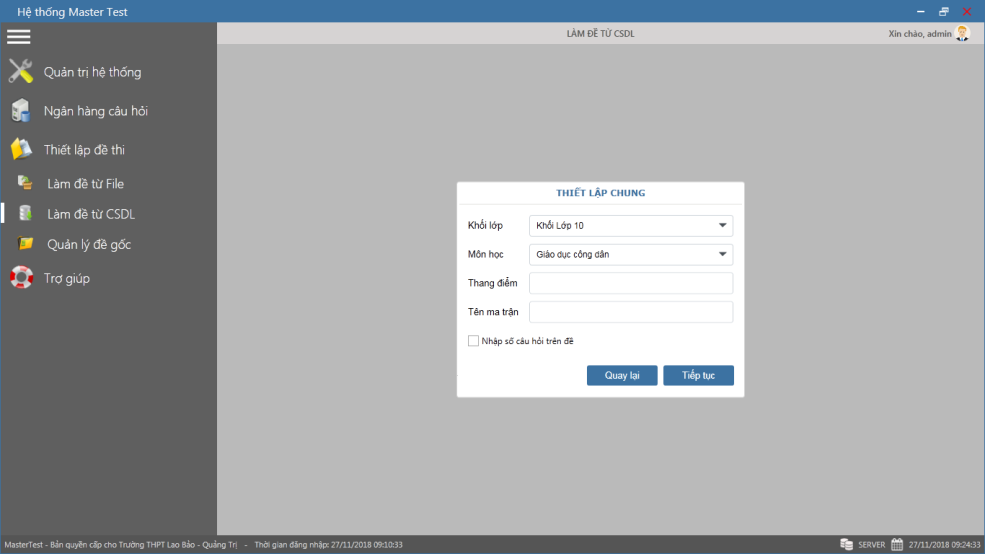 Hệ thống Master Test
LÀM ĐỀ TỪ CSDL
Xin chào, admin
Quản trị hệ thống
Ngân hàng câu hỏi
Thiết lập đề thi
Làm đề từ File
Làm đề từ CSDL
Quản lý đề gốc
Trợ giúp
THIẾT LẬP CHUNG
Khối lớp
Khối Lớp 10
Môn học
Giáo dục công dân
Thang điểm
Tên ma trận
Nhập số câu hỏi trên đề
Quay lại
Tiếp tục
MasterTest - Bản quyền cấp cho Trường THPT Lao Bảo - Quảng Trị - Thời gian đăng nhập: 27/11/2018 09:10:33
SERVER
27/11/2018 09:24:33